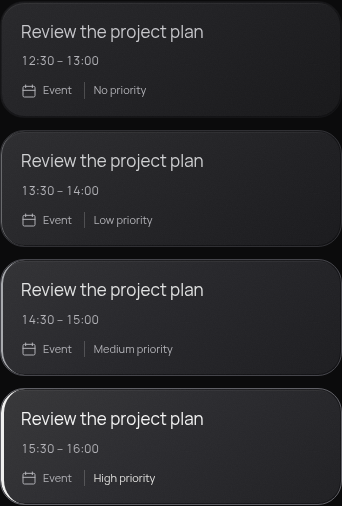 Review the project plan
12:30 – 13:00
Event No priority
Review the project plan
13:30 – 14:00
Event Low priority
Review the project plan
14:30 – 15:00
Event Medium priority
Review the project plan
15:30 – 16:00
Event High priority